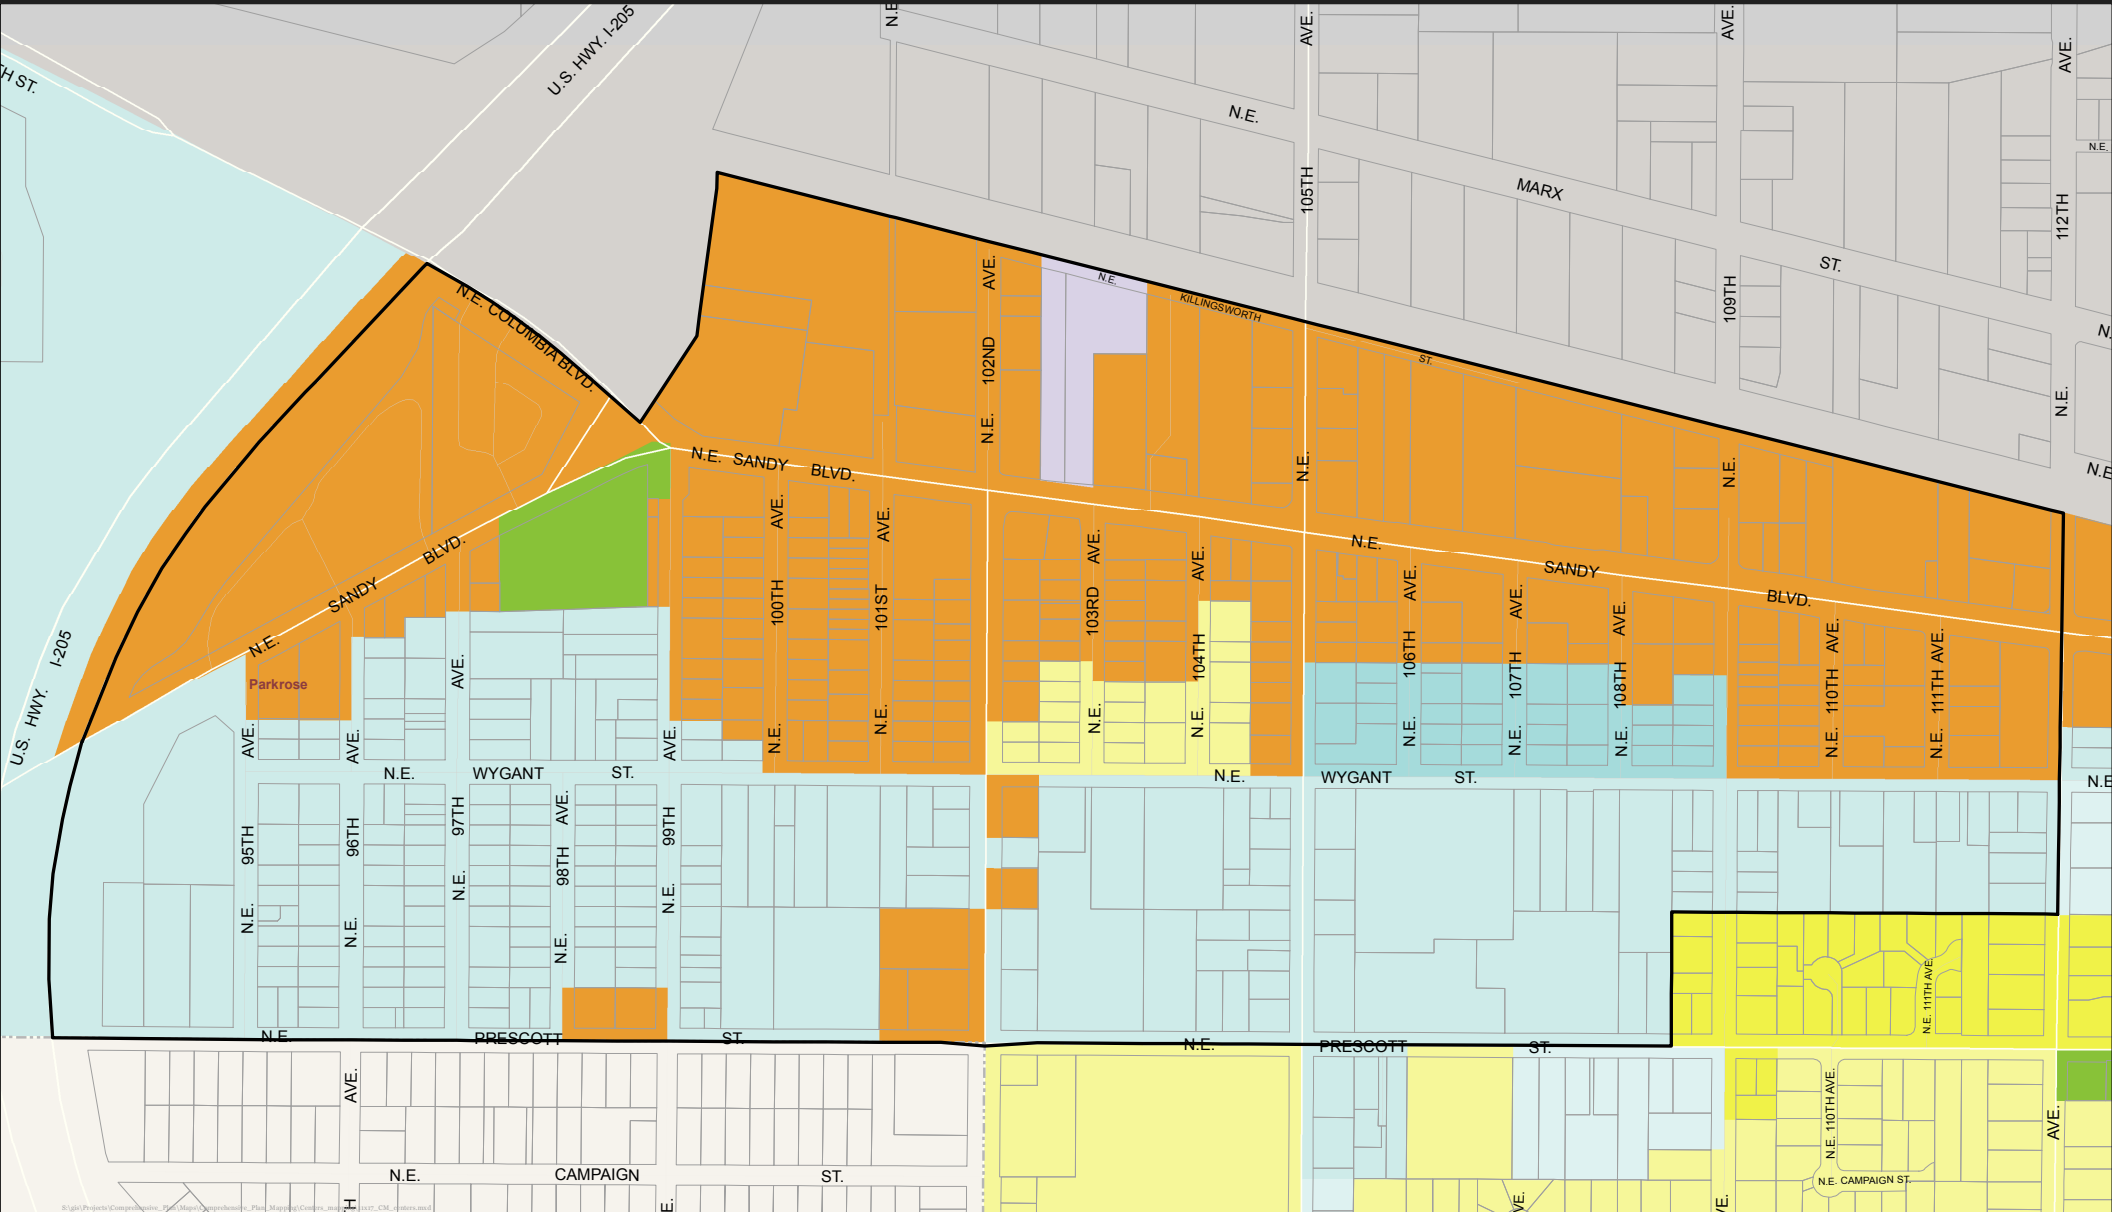 N.E.
AVE.
AVE.
AVE.
U.S. HWY. I-205
TH ST.
N.E.
N.E.
MARX
105TH
112TH
ST.
109TH
N.E. COLUMBIA BLVD.
AVE.
102ND
N.E.
N.E.
KILLINGSWORTH
ST.
N.
N.E.
N.E. SANDY BLVD.
N.E.
N.E.
N.E.
AVE.
100TH
N.E.
AVE.
101ST
N.E.
AVE.
103RD
N.E.
AVE.
104TH
N.E.
N.E. SANDY BLVD.
AVE.
106TH
N.E.
AVE.
107TH
N.E.
AVE.
108TH
N.E.
AVE.
110TH
N.E.
AVE.
111TH
N.E.
N.E. SANDY BLVD.
Parkrose
U.S. HWY. I-205
AVE.
95TH
N.E.
AVE.
96TH
N.E.
AVE.
97TH
N.E.
AVE.
98TH
N.E.
AVE.
99TH
N.E.
N.E. WYGANT ST.
N.E. WYGANT ST.
N.E
N.E. 111TH AVE.
N.E. PRESCOTT ST.
N.E. PRESCOTT ST.
AVE.
N.E. 110TH AVE.
AVE.
N.E. CAMPAIGN ST.
N.E. CAMPAIGN ST.
TH
E.
VE.
VE.